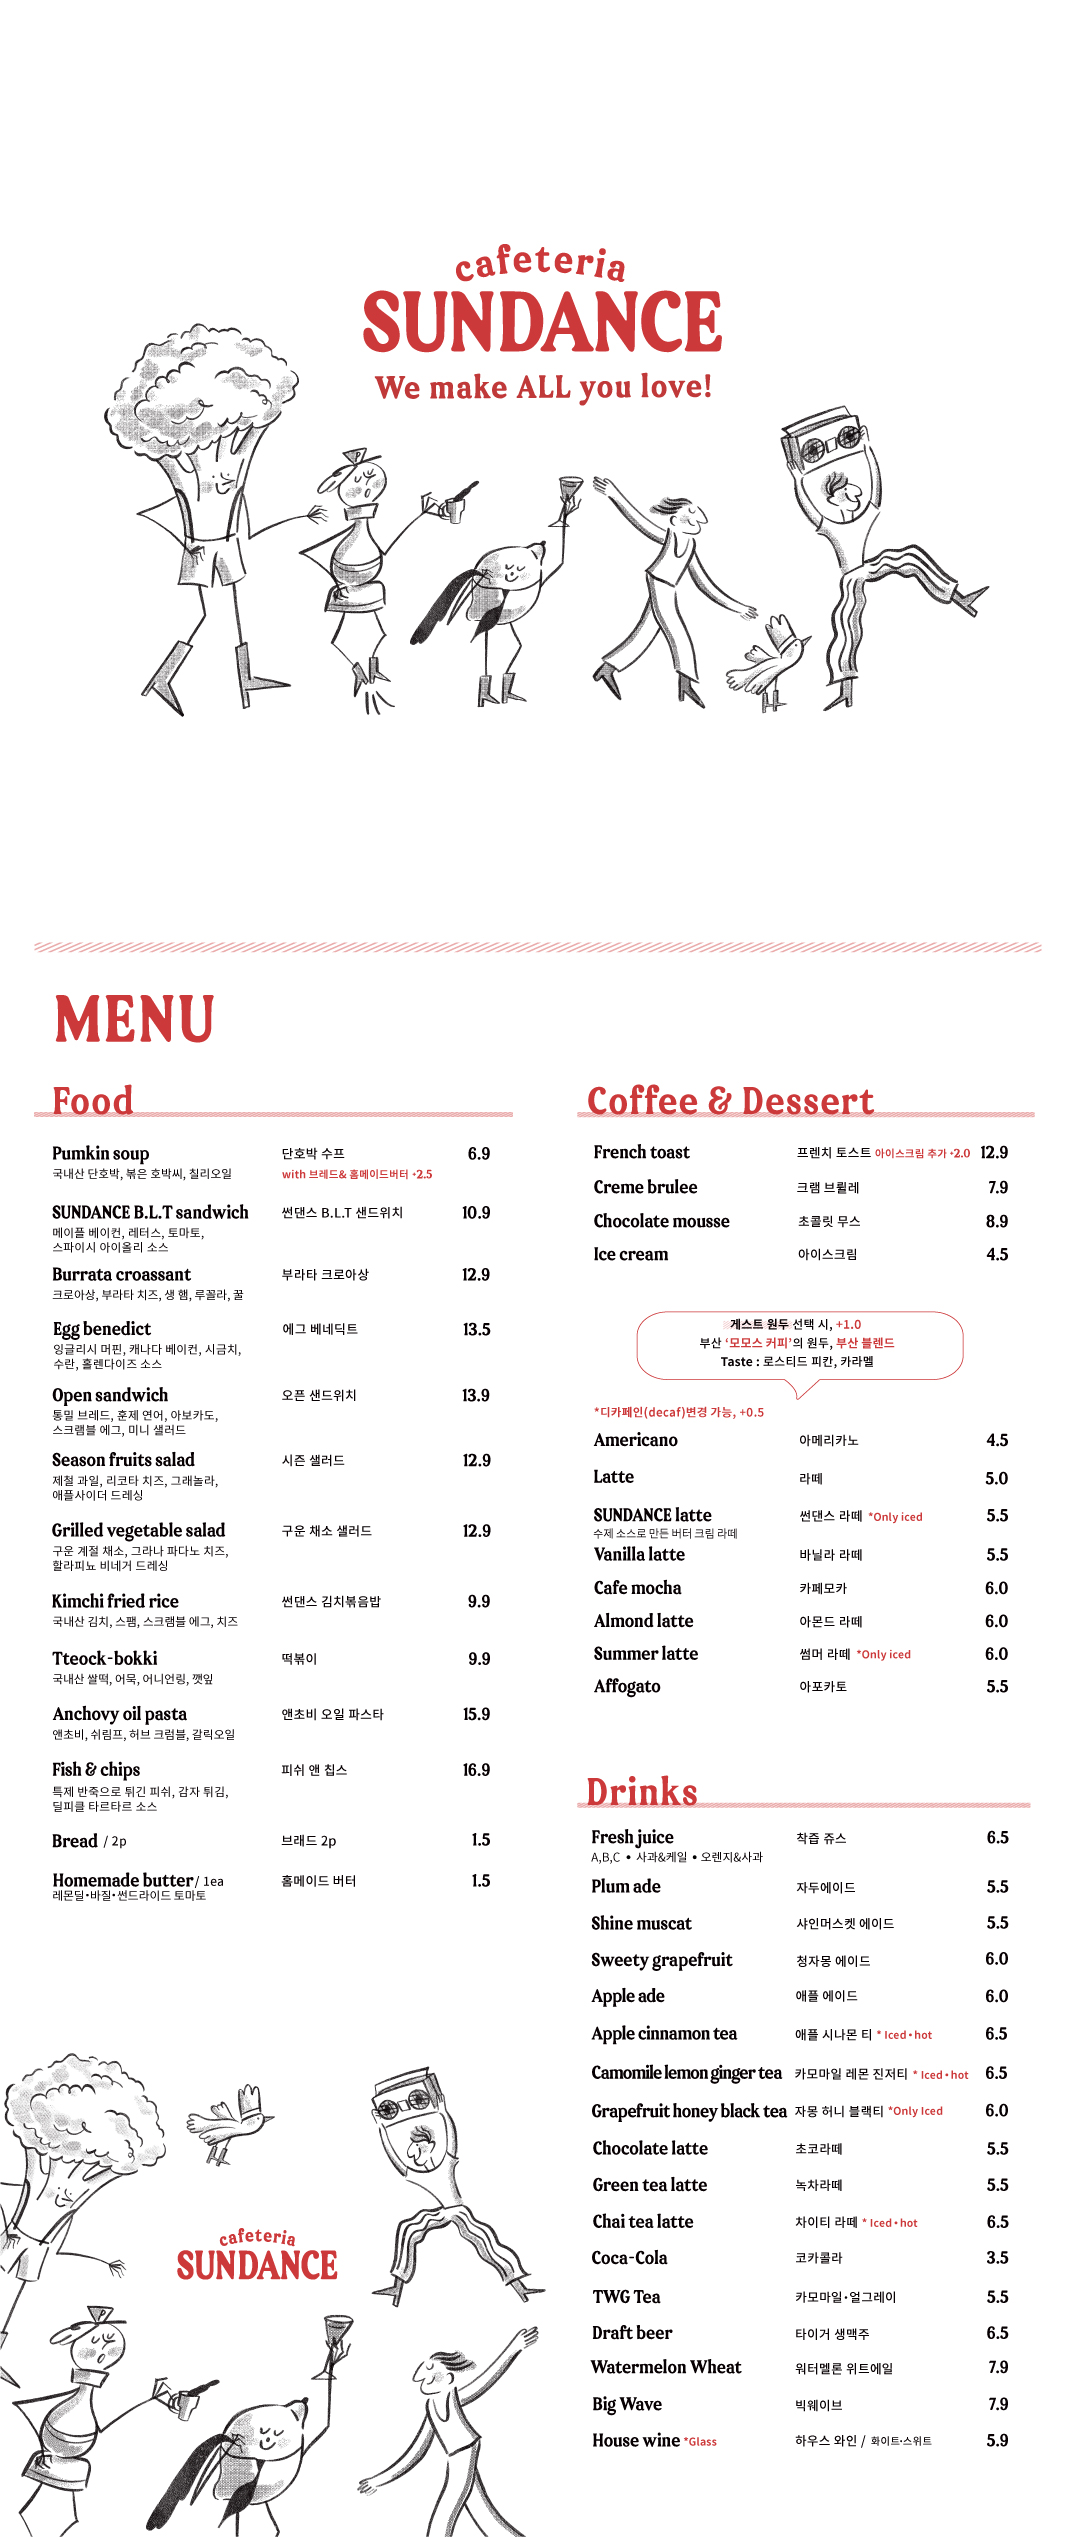 cafeteria
SUNDANCE
We make ALL you love!
MENU
Food
Pumkin soup 단호박 수프 6.9
국내산 단호박, 볶은 호박씨, 칠리오일 with 브레드& 홈메이드버터 +2.5
SUNDANCE B.L.T sandwich 썬댄스 B.L.T 샌드위치 10.9
메이플 베이컨, 레터스, 토마토,
스파이시 아이올리 소스
Burrata croassant 부라타 크로아상 12.9
크로아상, 부라타 치즈, 생 햄, 루꼴라, 꿀
Egg benedict 에그 베네딕트 13.5
잉글리시 머핀, 캐나다 베이컨, 시금치,
수란, 홀렌다이즈 소스
Open sandwich 오픈 샌드위치 13.9
통밀 브레드, 훈제 연어, 아보카도,
스크램블 에그, 미니 샐러드
Season fruits salad 시즌 샐러드 12.9
제철 과일, 리코타 치즈, 그래놀라,
애플사이더 드레싱
Grilled vegetable salad 구운 채소 샐러드 12.9
구운 계절 채소, 그라나 파다노 치즈,
할라피뇨 비네거 드레싱
Kimchi fried rice 썬댄스 김치볶음밥 9.9
국내산 김치, 스팸, 스크램블 에그, 치즈
Tteock-bokki 떡볶이 9.9
국내산 쌀떡, 어묵, 어니언링, 깻잎
Anchovy oil pasta 앤초비 오일 파스타 15.9
앤초비, 쉬림프, 허브 크럼블, 갈릭오일
Fish & chips 피쉬 앤 칩스 16.9
특제 반죽으로 튀긴 피쉬, 감자 튀김,
딜피클 타르타르 소스
Bread / 2p 브래드 2p 1.5
Homemade butter/ 1ea 홈메이드 버터 1.5
레몬딜•바질•썬드라이드 토마토
Coffee & Dessert
French toast 프렌치 토스트 아이스크림 추가 +2.0 12.9
Creme brulee 크램 브륄레 7.9
Chocolate mousse 초콜릿 무스 8.9
Ice cream 아이스크림 4.5
게스트 원두 선택 시, +1.0
부산 ‘모모스 커피’의 원두, 부산 블렌드
Taste : 로스티드 피칸, 카라멜
*디카페인(decaf)변경 가능, +0.5
Americano 아메리카노 4.5
Latte 라떼 5.0
SUNDANCE latte 썬댄스 라떼 *Only iced 5.5
수제 소스로 만든 버터 크림 라떼
Vanilla latte 바닐라 라떼 5.5
Cafe mocha 카페모카 6.0
Almond latte 아몬드 라떼 6.0
Summer latte 썸머 라떼 *Only iced 6.0
Affogato 아포카토 5.5
Drinks
Fresh juice 착즙 쥬스 6.5
A,B,C • 사과&케일 • 오렌지&사과
Plum ade 자두에이드 5.5
Shine muscat 샤인머스켓 에이드 5.5
Sweety grapefruit 청자몽 에이드 6.0
Apple ade 애플 에이드 6.0
Apple cinnamon tea 애플 시나몬 티 * Iced•hot 6.5
Camomile lemon ginger tea 카모마일 레몬 진저티 * Iced•hot 6.5
Grapefruit honey black tea 자몽 허니 블랙티 *Only Iced 6.0
Chocolate latte 초코라떼 5.5
Green tea latte 녹차라떼 5.5
Chai tea latte 차이티 라떼 * Iced•hot 6.5
Coca-Cola 코카콜라 3.5
TWG Tea 카모마일•얼그레이 5.5
Draft beer 타이거 생맥주 6.5
Watermelon Wheat 워터멜론 위트에일 7.9
Big Wave 빅웨이브 7.9
House wine *Glass 하우스 와인 / 화이트•스위트 5.9
cafeteria
SUNDANCE